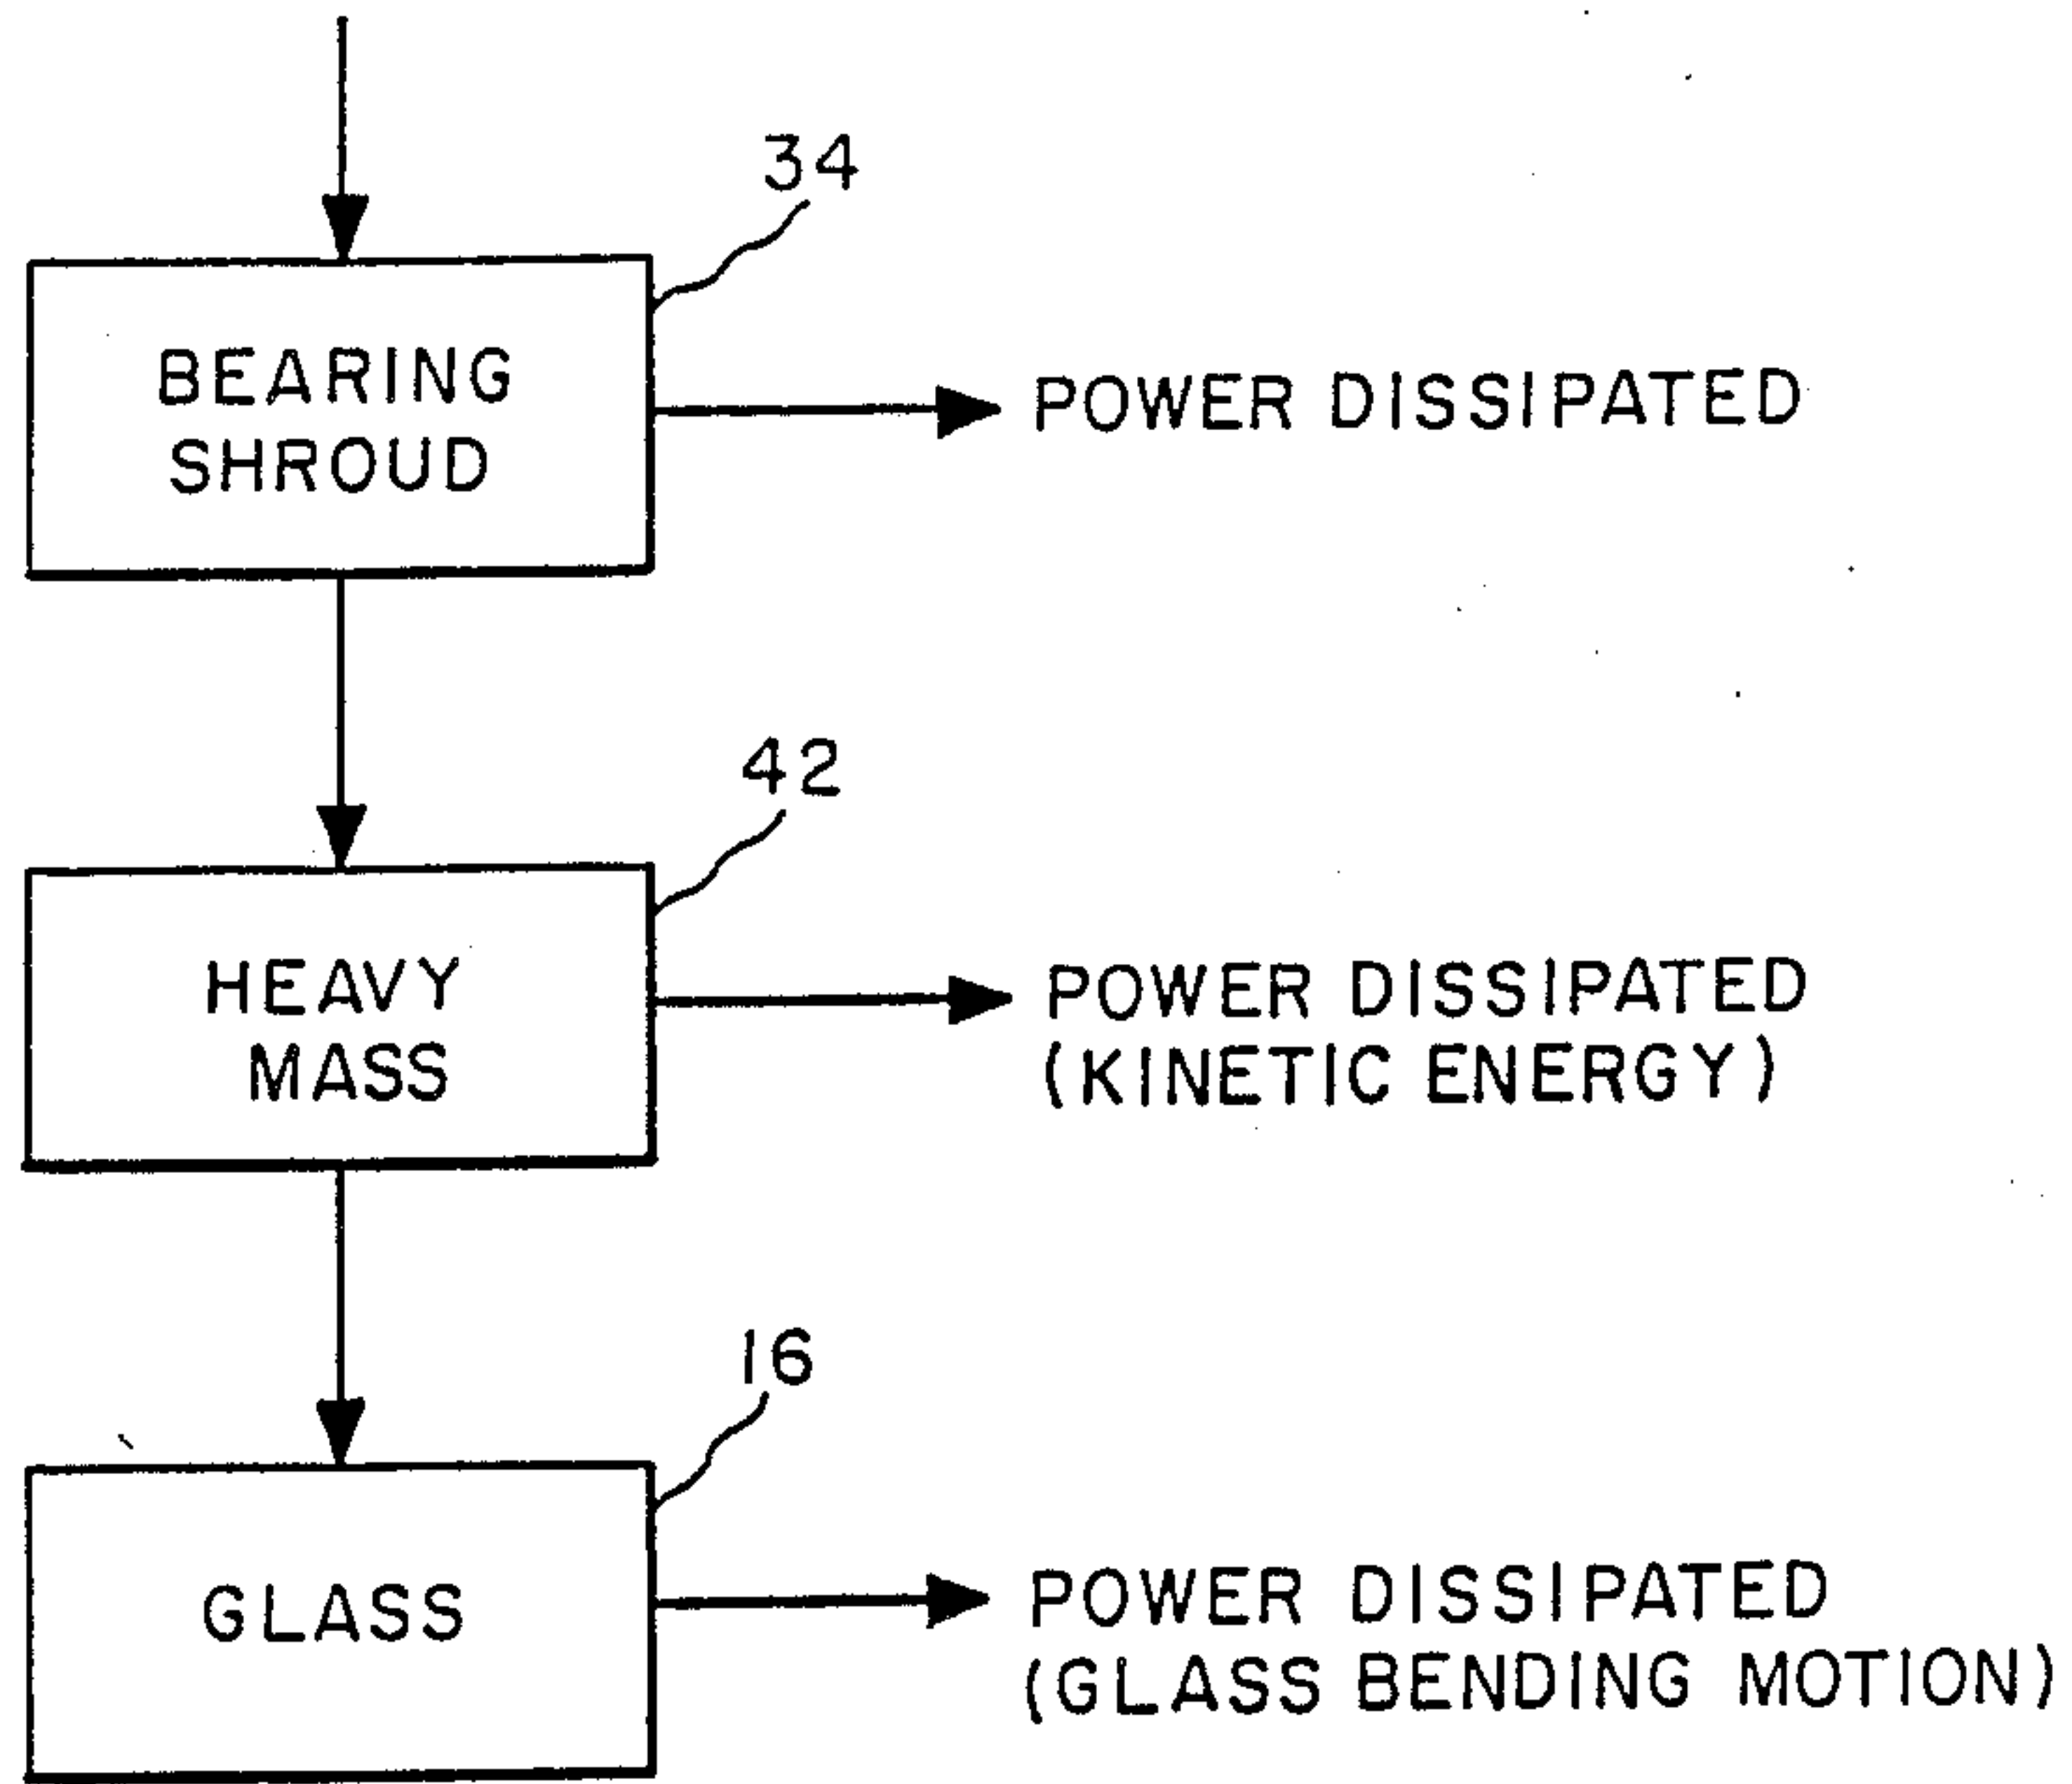 34
BEARING
SHROUD
POWER DISSIPATED
42
HEAVY
MASS
POWER DISSIPATED
(KINETIC ENERGY)
16
GLASS
POWER DISSIPATED
(GLASS BENDING MOTION)